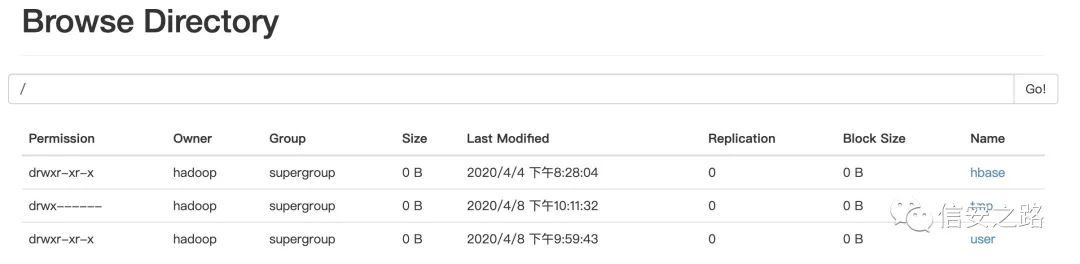 Browse Directory
/ Go!
Permission Owner Group Size Last Modified Replication Block Size Name
drwxr-xr-x hadoop supergroup 0 B 2020/4/4 下午8:28:04 0 0 B hbase
drwx------ hadoop supergroup 0 B 2020/4/8 下午10:11:32 0 0 B tmp
信安之路
drwxr-xr-x hadoop supergroup 0 B 2020/4/8 下午9:59:43 0 0 B user